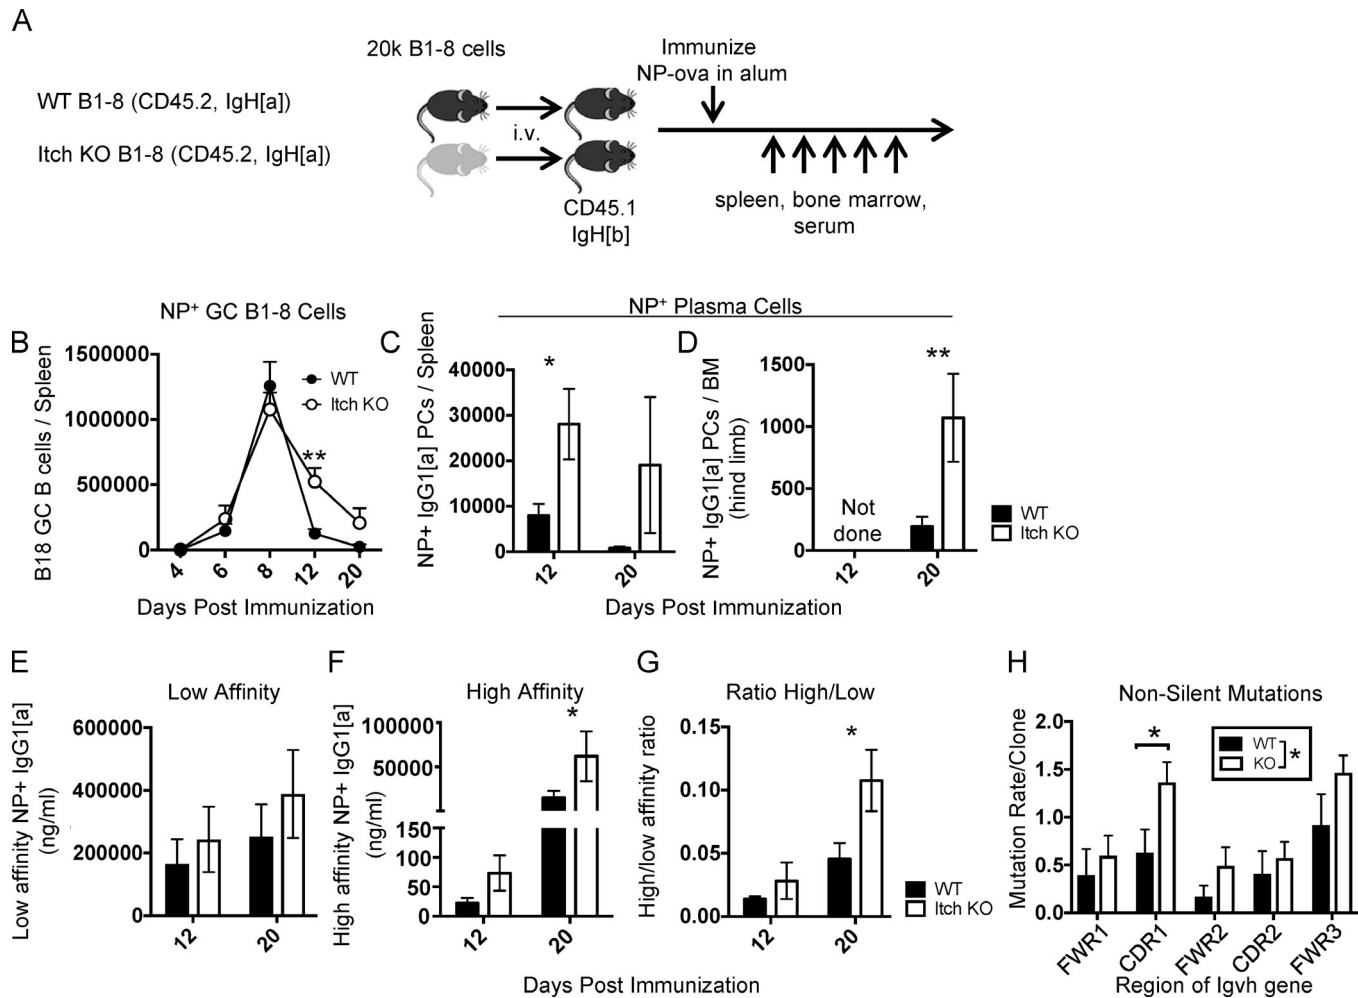 A
20k B1-8 cells
Immunize
NP-ova in alum
WT B1-8 (CD45.2, IgH[a])
i.v.
Itch KO B1-8 (CD45.2, IgH[a])
CD45.1
IgH[b]
spleen, bone marrow,
serum
NP+ GC B1-8 Cells
NP+ Plasma Cells
B
B18 GC B cells / Spleen
1500000
1000000
500000
0
WT
Itch KO
**
4
6
8
12
20
Days Post Immunization
C
NP+ IgG1[a] PCs / Spleen
40000
30000
20000
10000
0
*
12
20
D
NP+ IgG1[a] PCs / BM
(hind limb)
1500
1000
500
0
**
Not
done
12
20
WT
Itch KO
Days Post Immunization
E
Low Affinity
Low affinity NP+ IgG1[a]
(ng/ml)
600000
400000
200000
0
12
20
F
High Affinity
High affinity NP+ IgG1[a]
(ng/ml)
100000
50000
150
100
50
0
*
12
20
G
Ratio High/Low
High/low affinity ratio
0.15
0.10
0.05
0.00
*
12
20
WT
Itch KO
Days Post Immunization
H
Non-Silent Mutations
Mutation Rate/Clone
2.0
1.5
1.0
0.5
0.0
*
WT
KO
*
FWR1
CDR1
FWR2
CDR2
FWR3
Region of Igvh gene